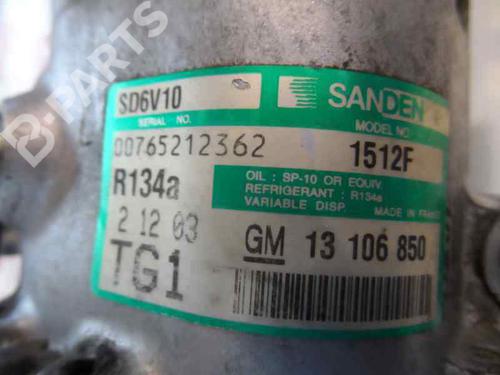 B-PARTS
SD6V10
SANDEN
SERIAL NO.
MODEL NO.
00765212362
1512F
R134a
OIL : SP-10 OR EQUIV.
REFRIGERANT : R134a
VARIABLE DISP.
MADE IN FRANCE
2 12 03
GM 13 106 850
TG1